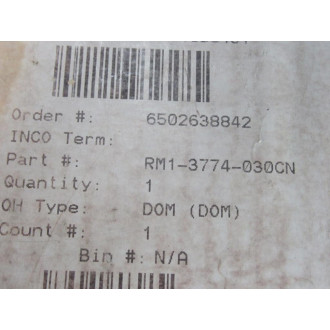 Order #: 6502638842
INCO Term:
Part #: RM1-3774-030CN
Quantity: 1
OH Type: DOM (DOM)
Count #: 1
Bin #: N/A